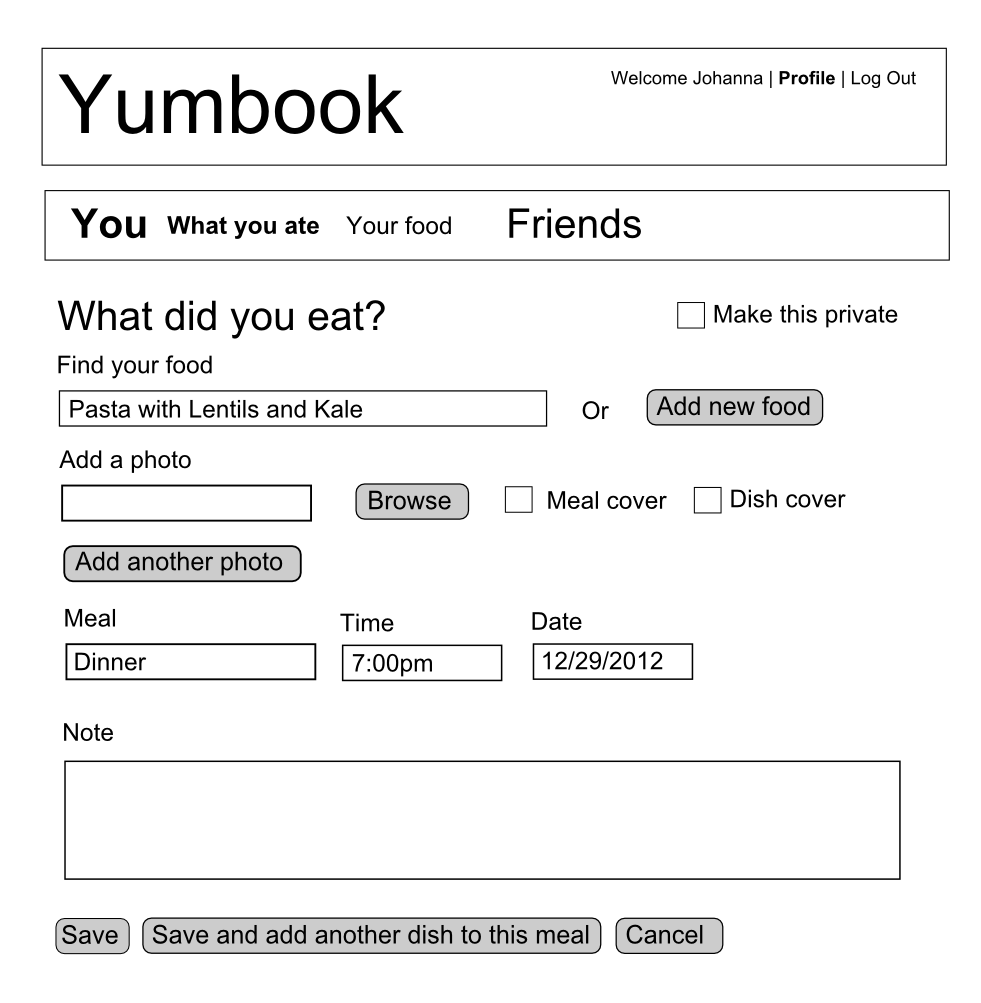 Yumbook
Welcome Johanna | Profile | Log Out
You What you ate Your food Friends
What did you eat?
Make this private
Find your food
Pasta with Lentils and Kale
Or
Add new food
Add a photo
Browse
Meal cover
Dish cover
Add another photo
Meal
Time
Date
Dinner
7:00pm
12/29/2012
Note
Save
Save and add another dish to this meal
Cancel